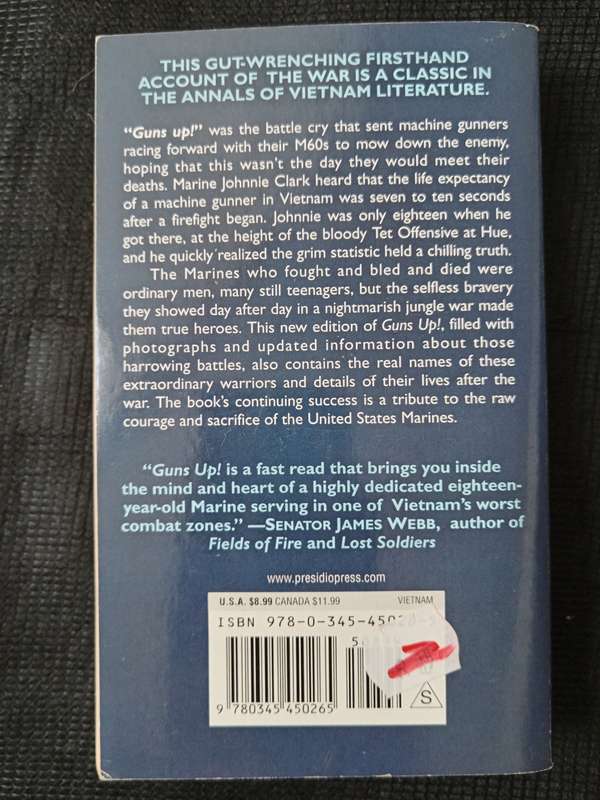 THIS GUT-WRENCHING FIRSTHAND
ACCOUNT OF THE WAR IS A CLASSIC IN
THE ANNALS OF VIETNAM LITERATURE.
“Guns up!” was the battle cry that sent machine gunners
racing forward with their M60s to mow down the enemy,
hoping that this wasn't the day they would meet their
deaths. Marine Johnnie Clark heard that the life expectancy
of a machine gunner in Vietnam was seven to ten seconds
after a firefight began. Johnnie was only eighteen when he
got there, at the height of the bloody Tet Offensive at Hue,
and he quickly realized the grim statistic held a chilling truth.
The Marines who fought and bled and died were
ordinary men, many still teenagers, but the selfless bravery
they showed day after day in a nightmarish jungle war made
them true heroes. This new edition of Guns Up!, filled with
photographs and updated information about those
harrowing battles, also contains the real names of these
extraordinary warriors and details of their lives after the
war. The book's continuing success is a tribute to the raw
courage and sacrifice of the United States Marines.
“Guns Up! is a fast read that brings you inside
the mind and heart of a highly dedicated eighteen-
year-old Marine serving in one of Vietnam's worst
combat zones.” —SENATOR JAMES WEBB, author of
Fields of Fire and Lost Soldiers
www.presidiopress.com
U.S.A. $8.99 CANADA $11.99 VIETNAM
ISBN 978-0-345-450
9 780345 450265
S